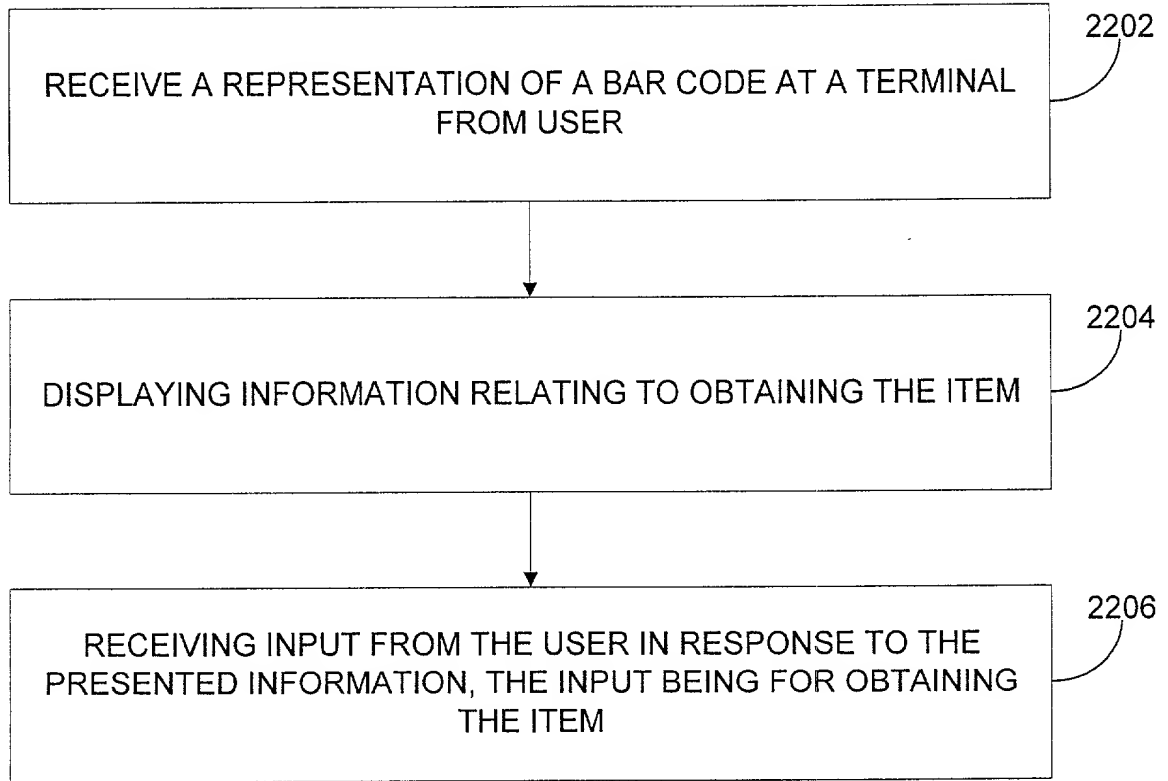 2202
RECEIVE A REPRESENTATION OF A BAR CODE AT A TERMINAL
FROM USER
2204
DISPLAYING INFORMATION RELATING TO OBTAINING THE ITEM
2206
RECEIVING INPUT FROM THE USER IN RESPONSE TO THE
PRESENTED INFORMATION, THE INPUT BEING FOR OBTAINING
THE ITEM